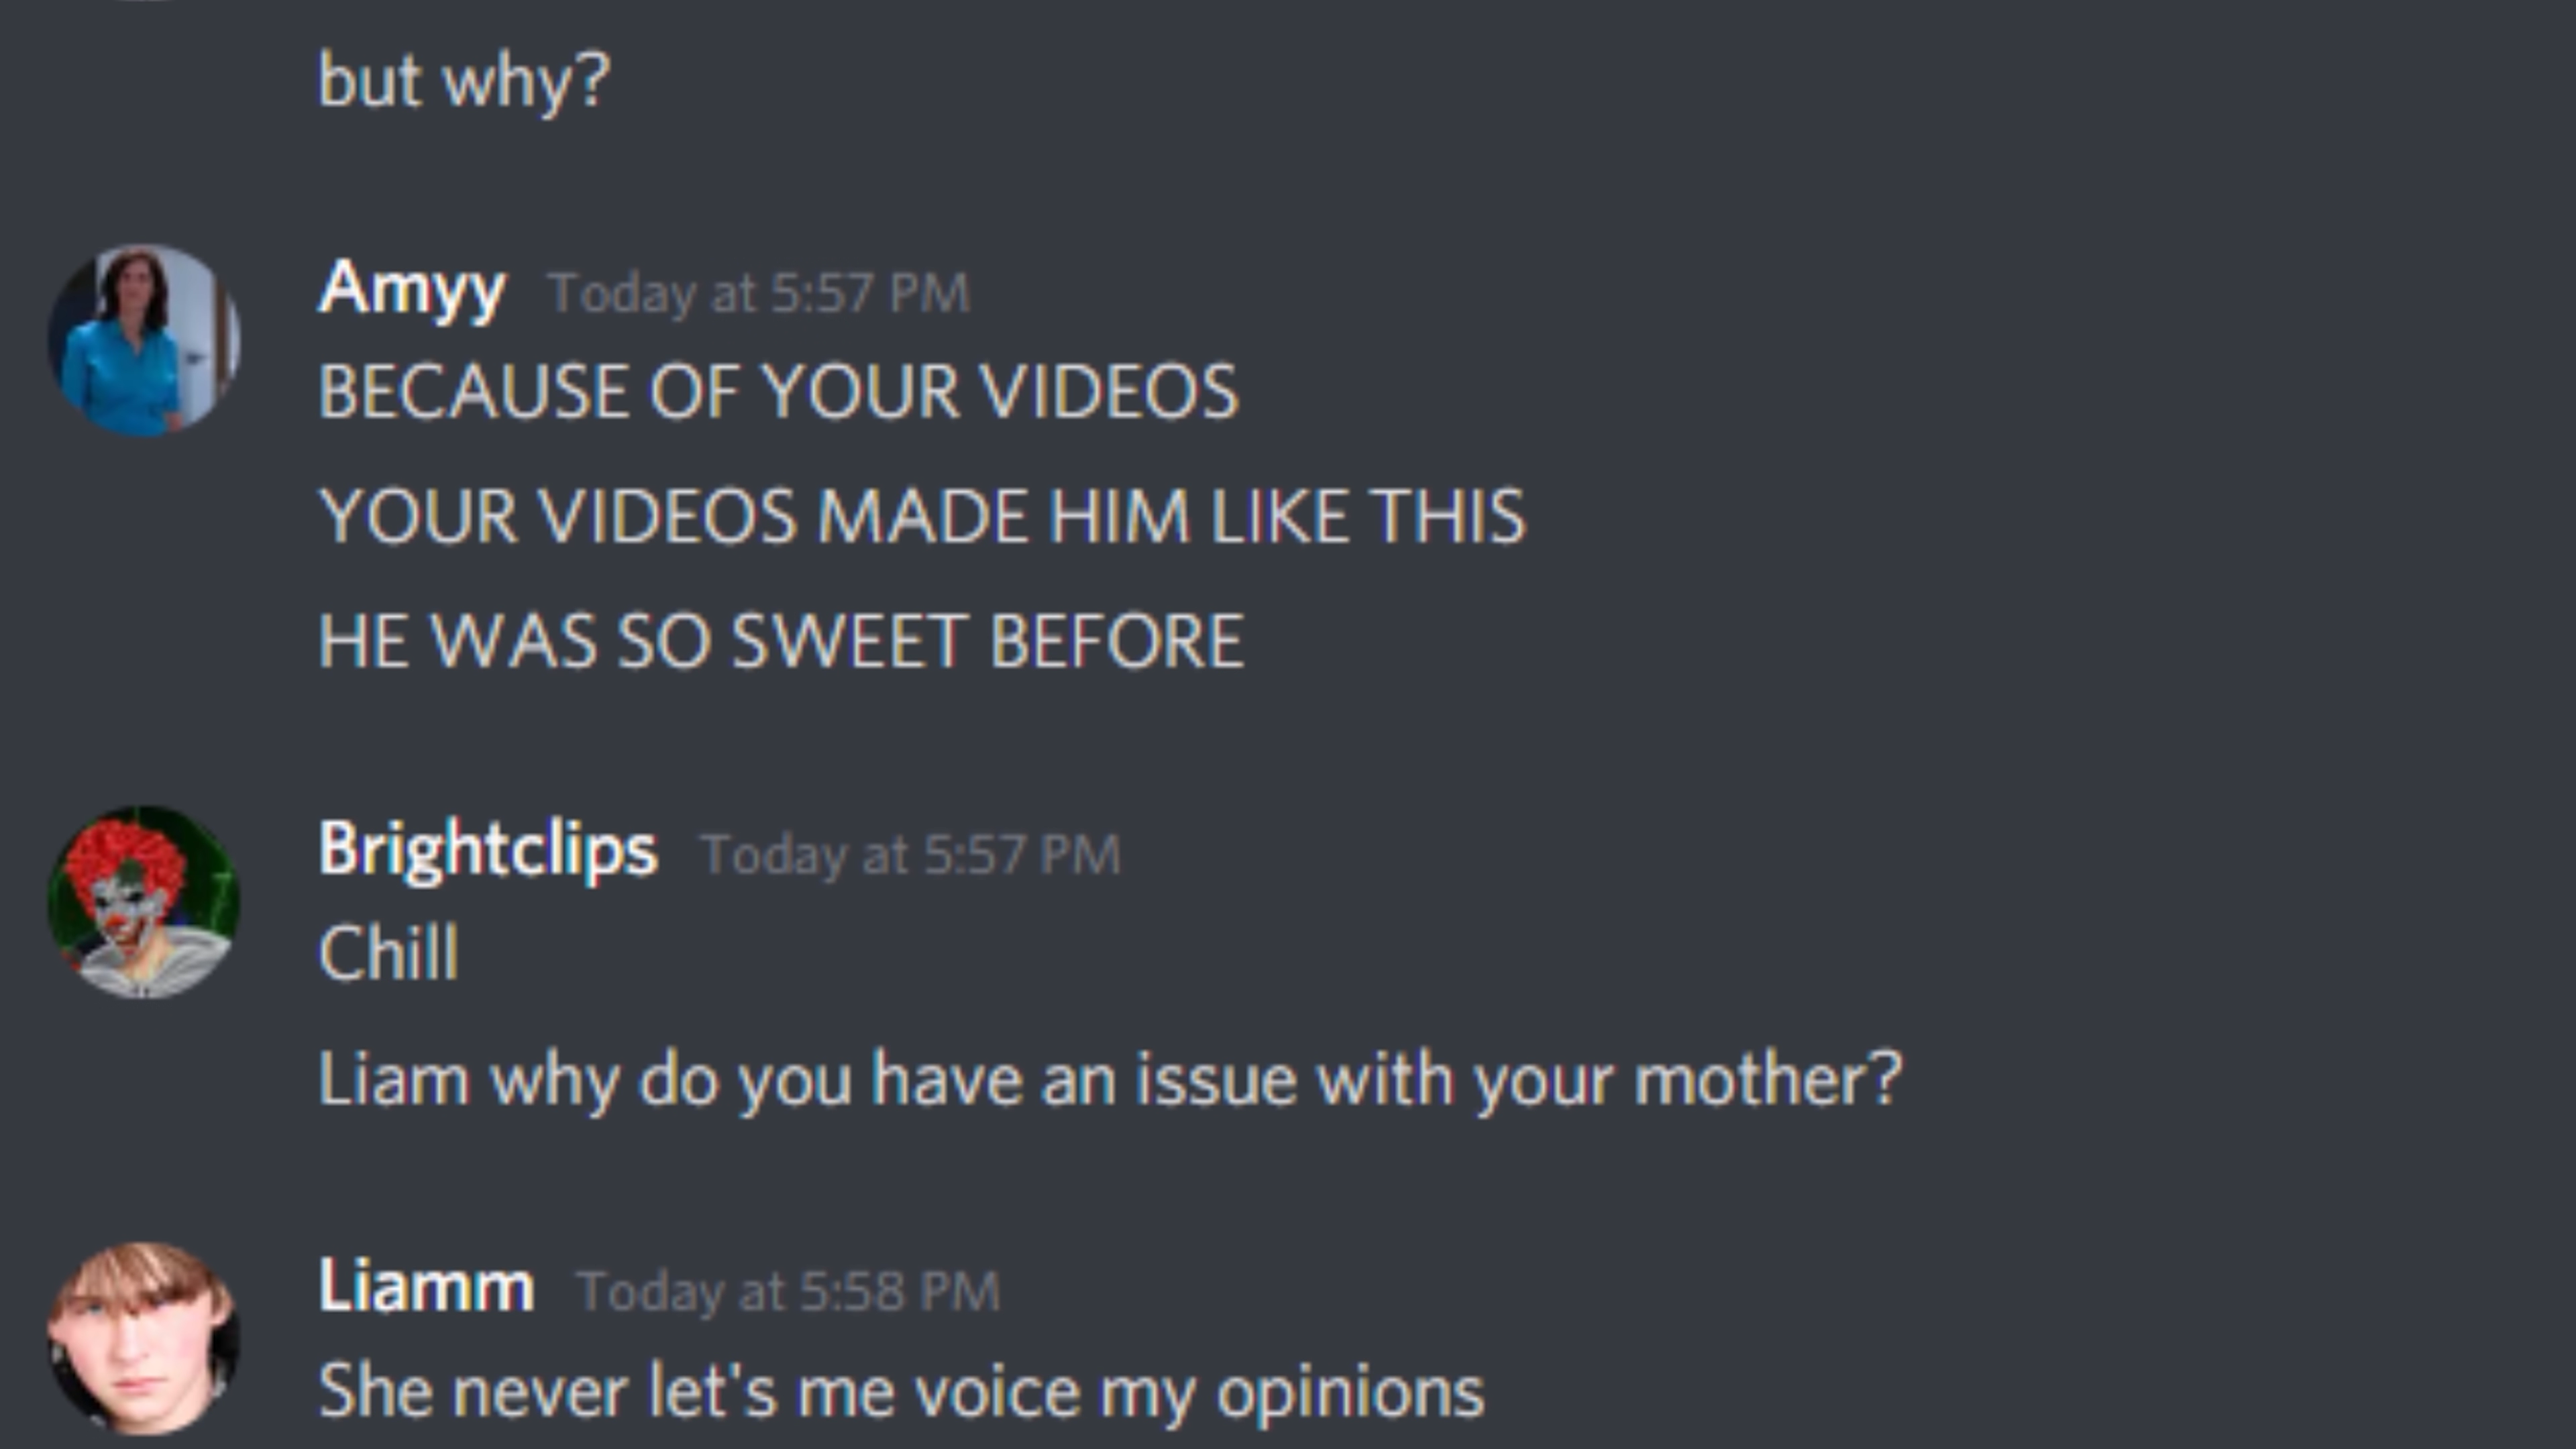 but why?
Amyy Today at 5:57 PM
BECAUSE OF YOUR VIDEOS
YOUR VIDEOS MADE HIM LIKE THIS
HE WAS SO SWEET BEFORE
Brightclips Today at 5:57 PM
Chill
Liam why do you have an issue with your mother?
Liamm Today at 5:58 PM
She never let's me voice my opinions